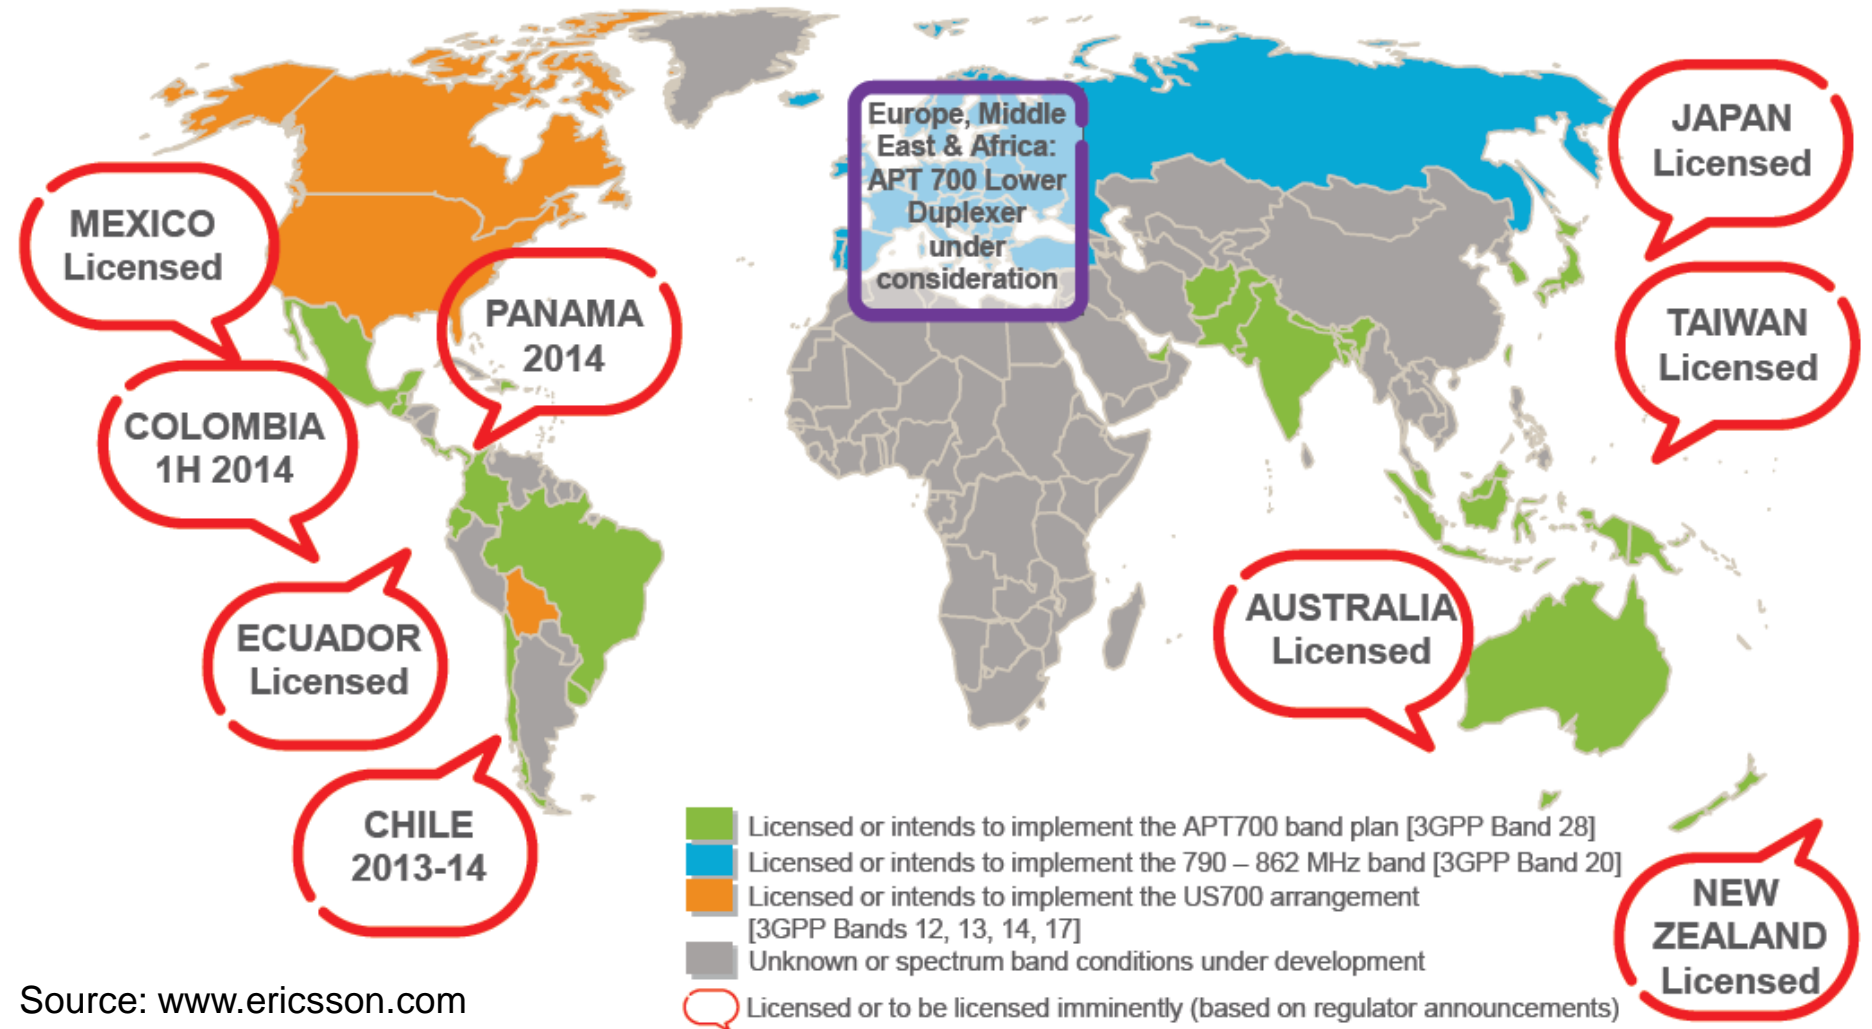 Europe, Middle
East & Africa:
APT 700 Lower
Duplexer
under
consideration
JAPAN
Licensed
MEXICO
Licensed
PANAMA
2014
TAIWAN
Licensed
COLOMBIA
1H 2014
AUSTRALIA
Licensed
ECUADOR
Licensed
CHILE
2013-14
Licensed or intends to implement the APT700 band plan [3GPP Band 28]
Licensed or intends to implement the 790 – 862 MHz band [3GPP Band 20]
Licensed or intends to implement the US700 arrangement
[3GPP Bands 12, 13, 14, 17]
Unknown or spectrum band conditions under development
Licensed or to be licensed imminently (based on regulator announcements)
NEW
ZEALAND
Licensed
Source: www.ericsson.com